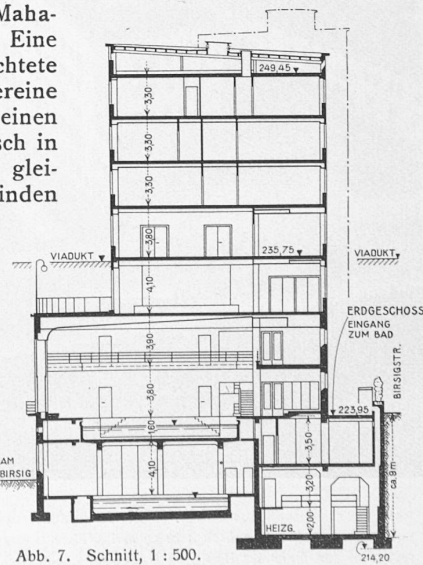 Maha-
Eine
chtete
ereine
einen
sch in
glei-
inden
249,45
3,30
3,30
3,30
3,80
235,75
VIADUKT
VIADUKT
4,10
ERDGESCHOSS
EINGANG
ZUM BAD
BIRSIGSTR.
3,90
3,80
223,95
1,60
3,50
AM
BIRSIG
4,10
ca. 9 m
3,20
2,00
HEIZG.
214,20
Abb. 7. Schnitt, 1 : 500.